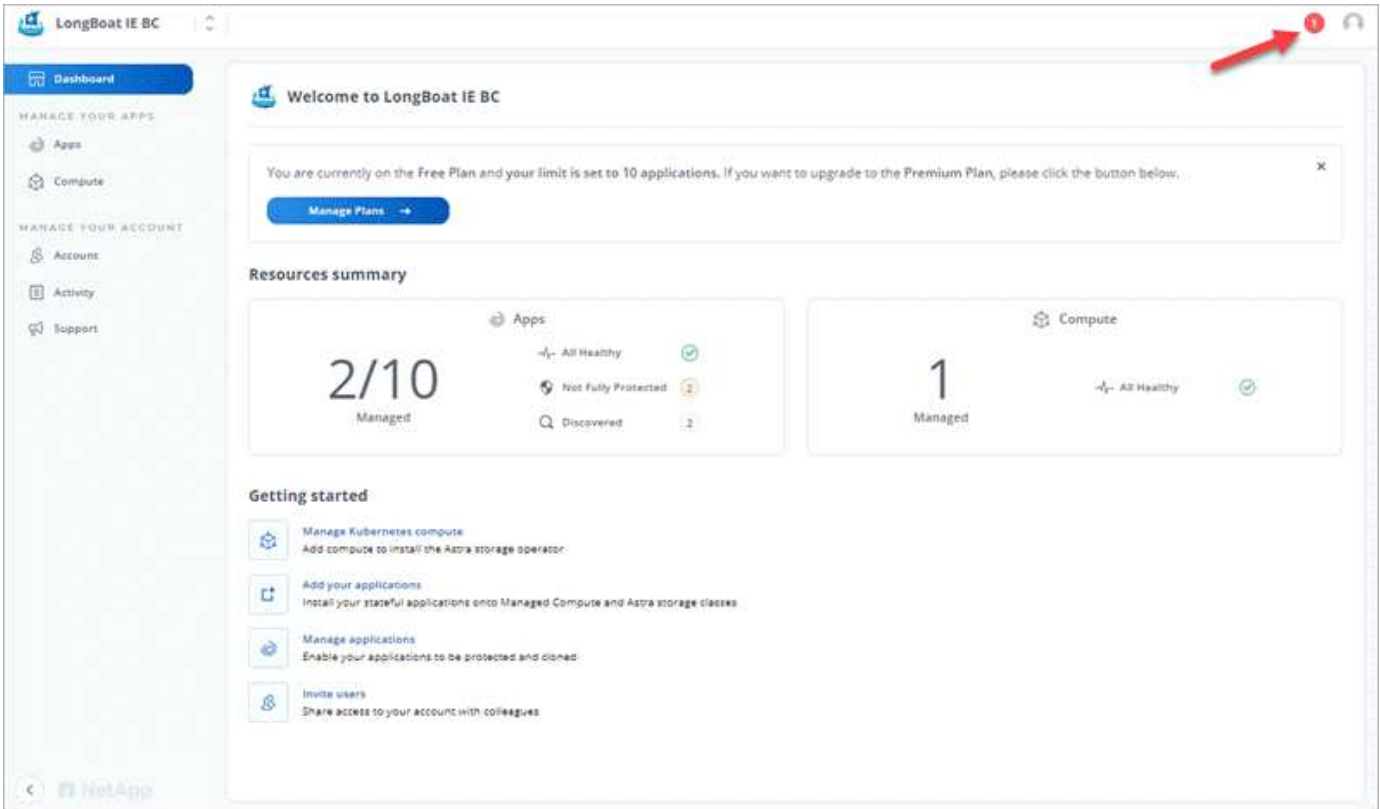 LongBoat IE BC
1
Dashboard
MANAGE YOUR APPS
Apps
Compute
MANAGE YOUR ACCOUNT
Account
Activity
Support
NetApp
Welcome to LongBoat IE BC
You are currently on the Free Plan and your limit is set to 10 applications. If you want to upgrade to the Premium Plan, please click the button below.
Manage Plans
Resources summary
Apps
2/10
Managed
All Healthy
Not Fully Protected 2
Discovered 2
Compute
1
Managed
All Healthy
Getting started
Manage Kubernetes compute
Add compute to install the Astra storage operator
Add your applications
Install your stateful applications onto Managed Compute and Astra storage classes
Manage applications
Enable your applications to be protected and cloned
Invite users
Share access to your account with colleagues